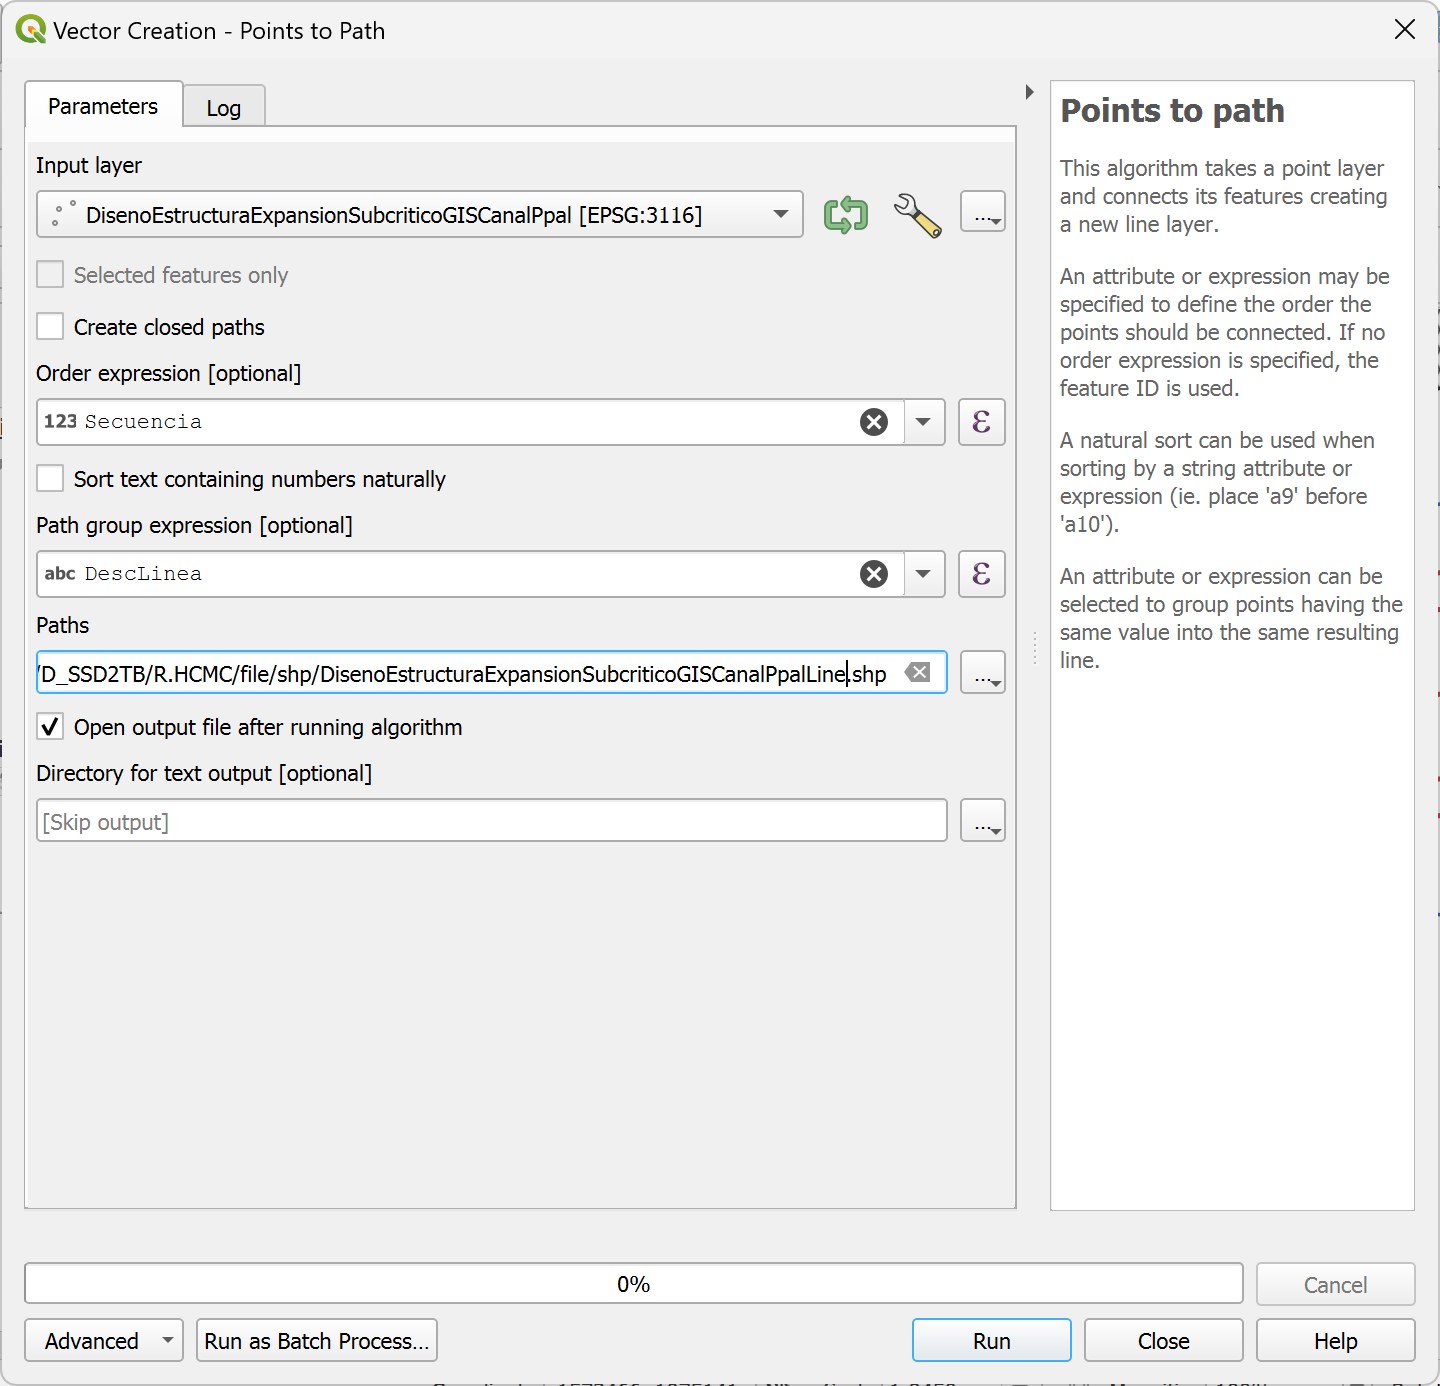 Vector Creation - Points to Path
Parameters
Log
Input layer
DisenoEstructuraExpansionSubcriticoGISCanalPpal [EPSG:3116]
...
Selected features only
Create closed paths
Order expression [optional]
123 Secuencia
ε
Sort text containing numbers naturally
Path group expression [optional]
abc DescLinea
ε
Paths
/D_SSD2TB/R.HCMC/file/shp/DisenoEstructuraExpansionSubcriticoGISCanalPpalLine.shp
...
Open output file after running algorithm
Directory for text output [optional]
[Skip output]
...
Points to path
This algorithm takes a point layer
and connects its features creating
a new line layer.
An attribute or expression may be
specified to define the order the
points should be connected. If no
order expression is specified, the
feature ID is used.
A natural sort can be used when
sorting by a string attribute or
expression (ie. place 'a9' before
'a10').
An attribute or expression can be
selected to group points having the
same value into the same resulting
line.
0%
Cancel
Advanced
Run as Batch Process...
Run
Close
Help